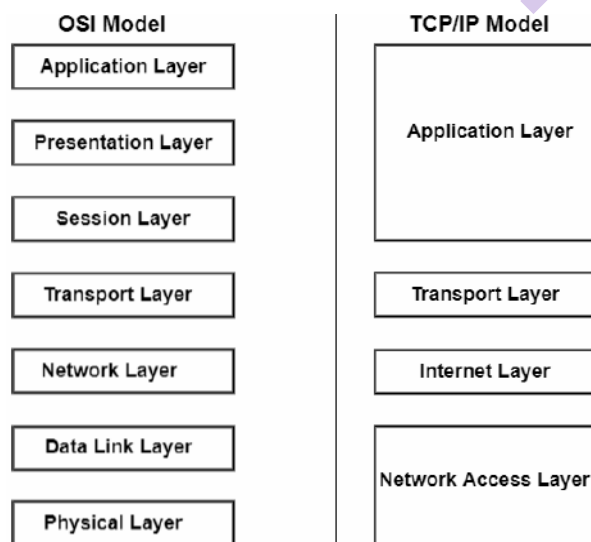 OSI Model
Application Layer
Presentation Layer
Session Layer
Transport Layer
Network Layer
Data Link Layer
Physical Layer
TCP/IP Model
Application Layer
Transport Layer
Internet Layer
Network Access Layer